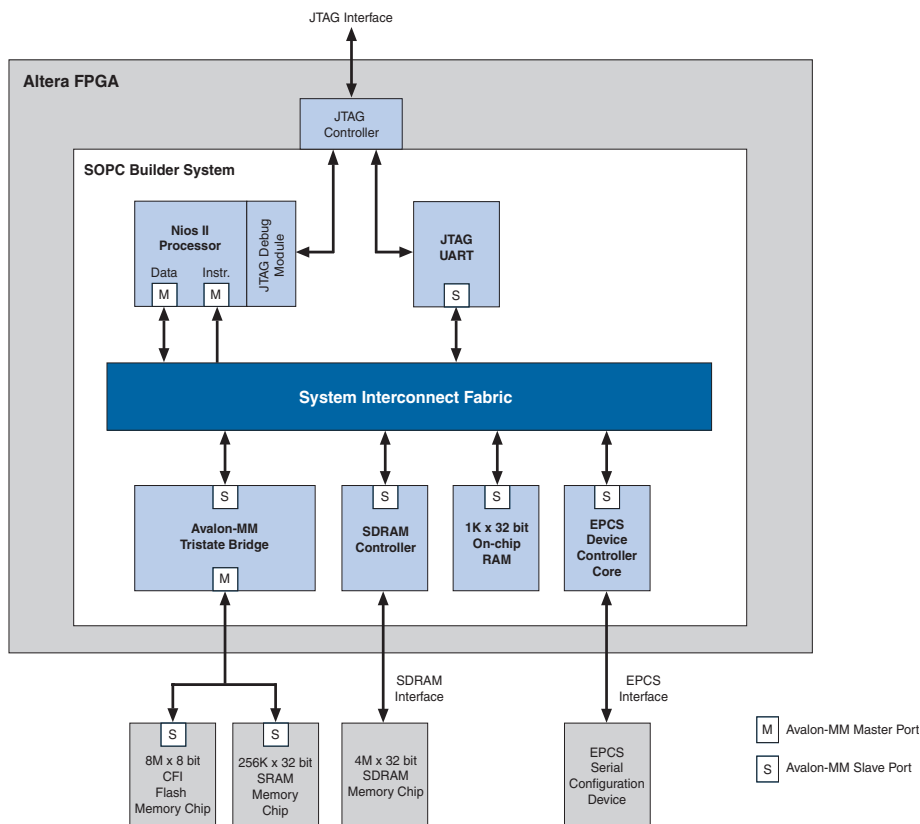 JTAG Interface
Altera FPGA
JTAG
Controller
SOPC Builder System
Nios II
Processor
JTAG Debug
Module
Data
Instr.
M
M
JTAG
UART
S
System Interconnect Fabric
S
Avalon-MM
Tristate Bridge
M
S
SDRAM
Controller
S
1K x 32 bit
On-chip
RAM
S
EPCS
Device
Controller
Core
SDRAM
Interface
EPCS
Interface
S
8M x 8 bit
CFI
Flash
Memory Chip
S
256K x 32 bit
SRAM
Memory
Chip
4M x 32 bit
SDRAM
Memory Chip
EPCS
Serial
Configuration
Device
M Avalon-MM Master Port
S Avalon-MM Slave Port